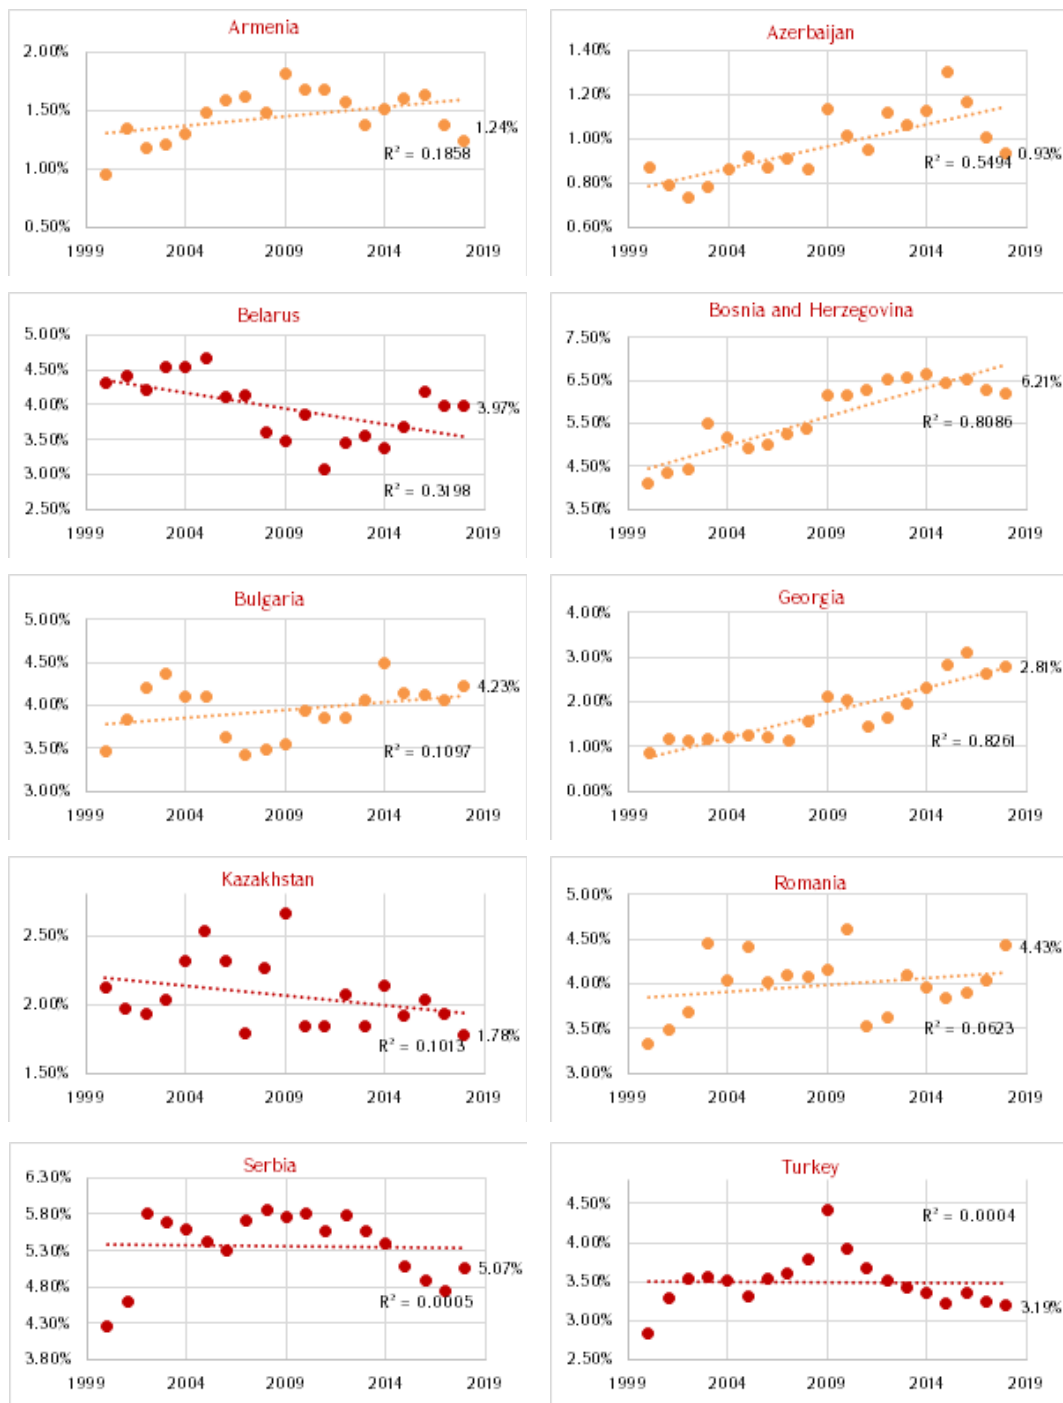 Armenia
2.00%
1.50%
1.00%
0.50%
1.24%
R² = 0.1858
1999 2004 2009 2014 2019
Azerbaijan
1.40%
1.20%
1.00%
0.80%
0.60%
0.93%
R² = 0.5494
1999 2004 2009 2014 2019
Belarus
5.00%
4.50%
4.00%
3.50%
3.00%
2.50%
3.97%
R² = 0.3198
1999 2004 2009 2014 2019
Bosnia and Herzegovina
7.50%
6.50%
5.50%
4.50%
3.50%
6.21%
R² = 0.8086
1999 2004 2009 2014 2019
Bulgaria
5.00%
4.50%
4.00%
3.50%
3.00%
4.23%
R² = 0.1097
1999 2004 2009 2014 2019
Georgia
4.00%
3.00%
2.00%
1.00%
0.00%
2.81%
R² = 0.8261
1999 2004 2009 2014 2019
Kazakhstan
2.50%
2.00%
1.50%
1.78%
R² = 0.1013
1999 2004 2009 2014 2019
Romania
5.00%
4.50%
4.00%
3.50%
3.00%
4.43%
R² = 0.0623
1999 2004 2009 2014 2019
Serbia
6.30%
5.80%
5.30%
4.80%
4.30%
3.80%
5.07%
R² = 0.0005
1999 2004 2009 2014 2019
Turkey
4.50%
4.00%
3.50%
3.00%
2.50%
R² = 0.0004
3.19%
1999 2004 2009 2014 2019